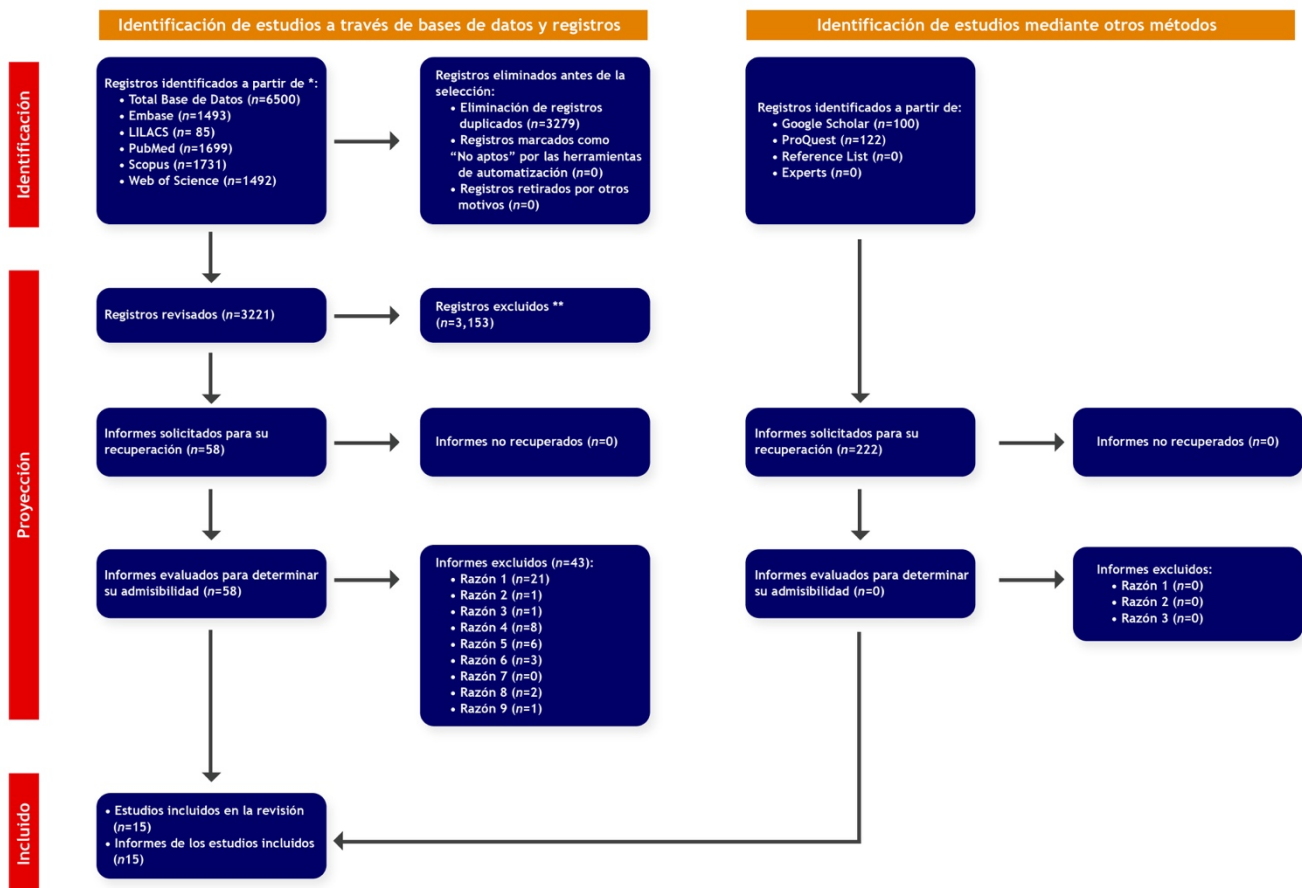 Identificación de estudios a través de bases de datos y registros
Identificación de estudios mediante otros métodos
Identificación
Registros identificados a partir de *:
• Total Base de Datos (n=6500)
• Embase (n=1493)
• LILACS (n= 85)
• PubMed (n=1699)
• Scopus (n=1731)
• Web of Science (n=1492)
Registros eliminados antes de la
selección:
• Eliminación de registros
duplicados (n=3279)
• Registros marcados como
“No aptos” por las herramientas
de automatización (n=0)
• Registros retirados por otros
motivos (n=0)
Registros identificados a partir de:
• Google Scholar (n=100)
• ProQuest (n=122)
• Reference List (n=0)
• Experts (n=0)
Proyección
Registros revisados (n=3221)
Registros excluidos **
(n=3,153)
Informes solicitados para su
recuperación (n=58)
Informes no recuperados (n=0)
Informes solicitados para su
recuperación (n=222)
Informes no recuperados (n=0)
Informes evaluados para determinar
su admisibilidad (n=58)
Informes excluidos (n=43):
• Razón 1 (n=21)
• Razón 2 (n=1)
• Razón 3 (n=1)
• Razón 4 (n=8)
• Razón 5 (n=6)
• Razón 6 (n=3)
• Razón 7 (n=0)
• Razón 8 (n=2)
• Razón 9 (n=1)
Informes evaluados para determinar
su admisibilidad (n=0)
Informes excluidos:
• Razón 1 (n=0)
• Razón 2 (n=0)
• Razón 3 (n=0)
Incluido
• Estudios incluidos en la revisión
(n=15)
• Informes de los estudios incluidos
(n15)